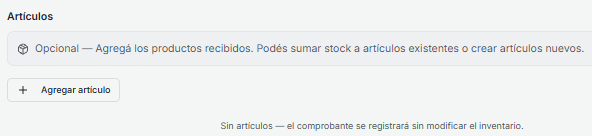 Artículos
Opcional — Agregá los productos recibidos. Podés sumar stock a artículos existentes o crear artículos nuevos.
Agregar artículo
Sin artículos — el comprobante se registrará sin modificar el inventario.